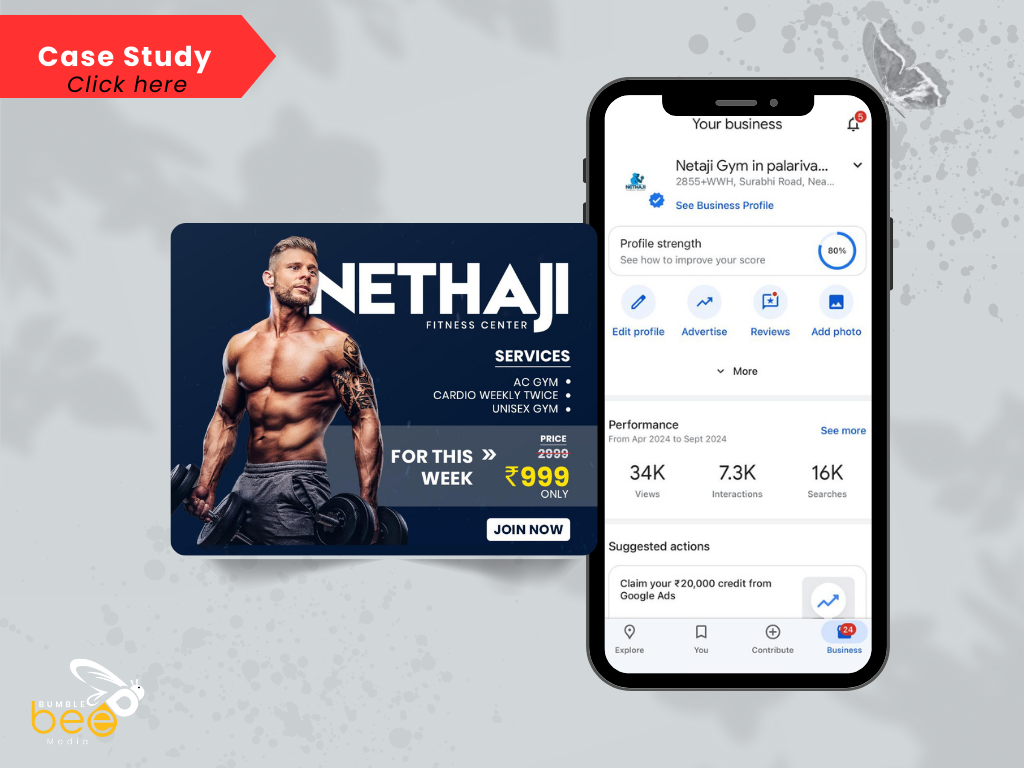 Case Study
Click here
Your business
5
Netaji Gym in palariva...
2855+WWH, Surabhi Road, Nea...
NETHAJI
See Business Profile
Profile strength
See how to improve your score
80%
Edit profile
Advertise
Reviews
Add photo
More
Performance
From Apr 2024 to Sept 2024
See more
34K
7.3K
16K
Views
Interactions
Searches
Suggested actions
Claim your ₹20,000 credit from
Google Ads
24
Explore
You
Contribute
Business
NETHAJI
FITNESS CENTER
SERVICES
AC GYM •
CARDIO WEEKLY TWICE •
UNISEX GYM •
FOR THIS »
WEEK
PRICE
2999
₹999
ONLY
JOIN NOW
BUMBLE
bee
Media